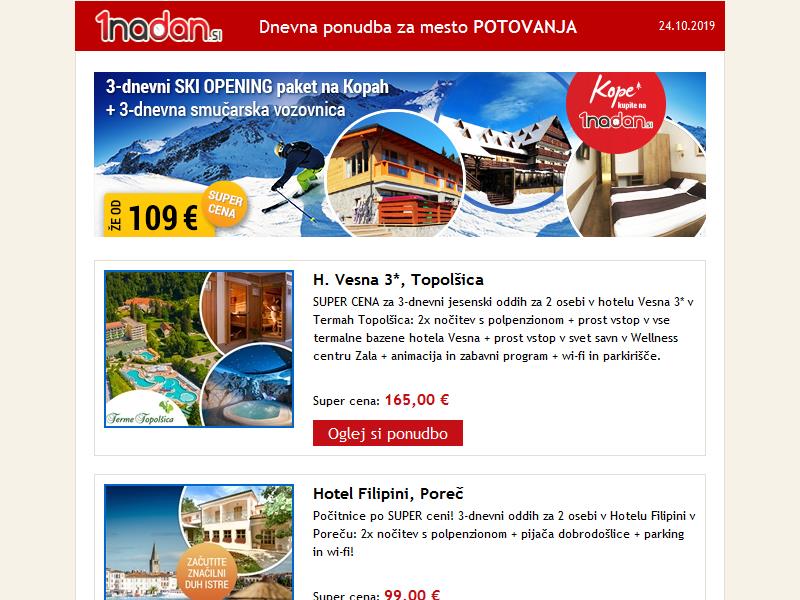 1nadan.si
Dnevna ponudba za mesto POTOVANJA
24.10.2019
3-dnevni SKI OPENING paket na Kopah
+ 3-dnevna smučarska vozovnica
Kope
kupite na
1nadan.si
ŽE OD
109 €
SUPER
CENA
H. Vesna 3*, Topolšica
SUPER CENA za 3-dnevni jesenski oddih za 2 osebi v hotelu Vesna 3* v
Termah Topolšica: 2x nočitev s polpenzionom + prost vstop v vse
termalne bazene hotela Vesna + prost vstop v svet savn v Wellness
centru Zala + animacija in zabavni program + wi-fi in parkirišče.
Terme Topolšica
Super cena: 165,00 €
Oglej si ponudbo
Hotel Filipini, Poreč
Počitnice po SUPER ceni! 3-dnevni oddih za 2 osebi v Hotelu Filipini v
Poreču: 2x nočitev s polpenzionom + pijača dobrodošlice + parking
in wi-fi!
ZAČUTITE
ZNAČILNI
DUH ISTRE
Super cena: 99,00 €